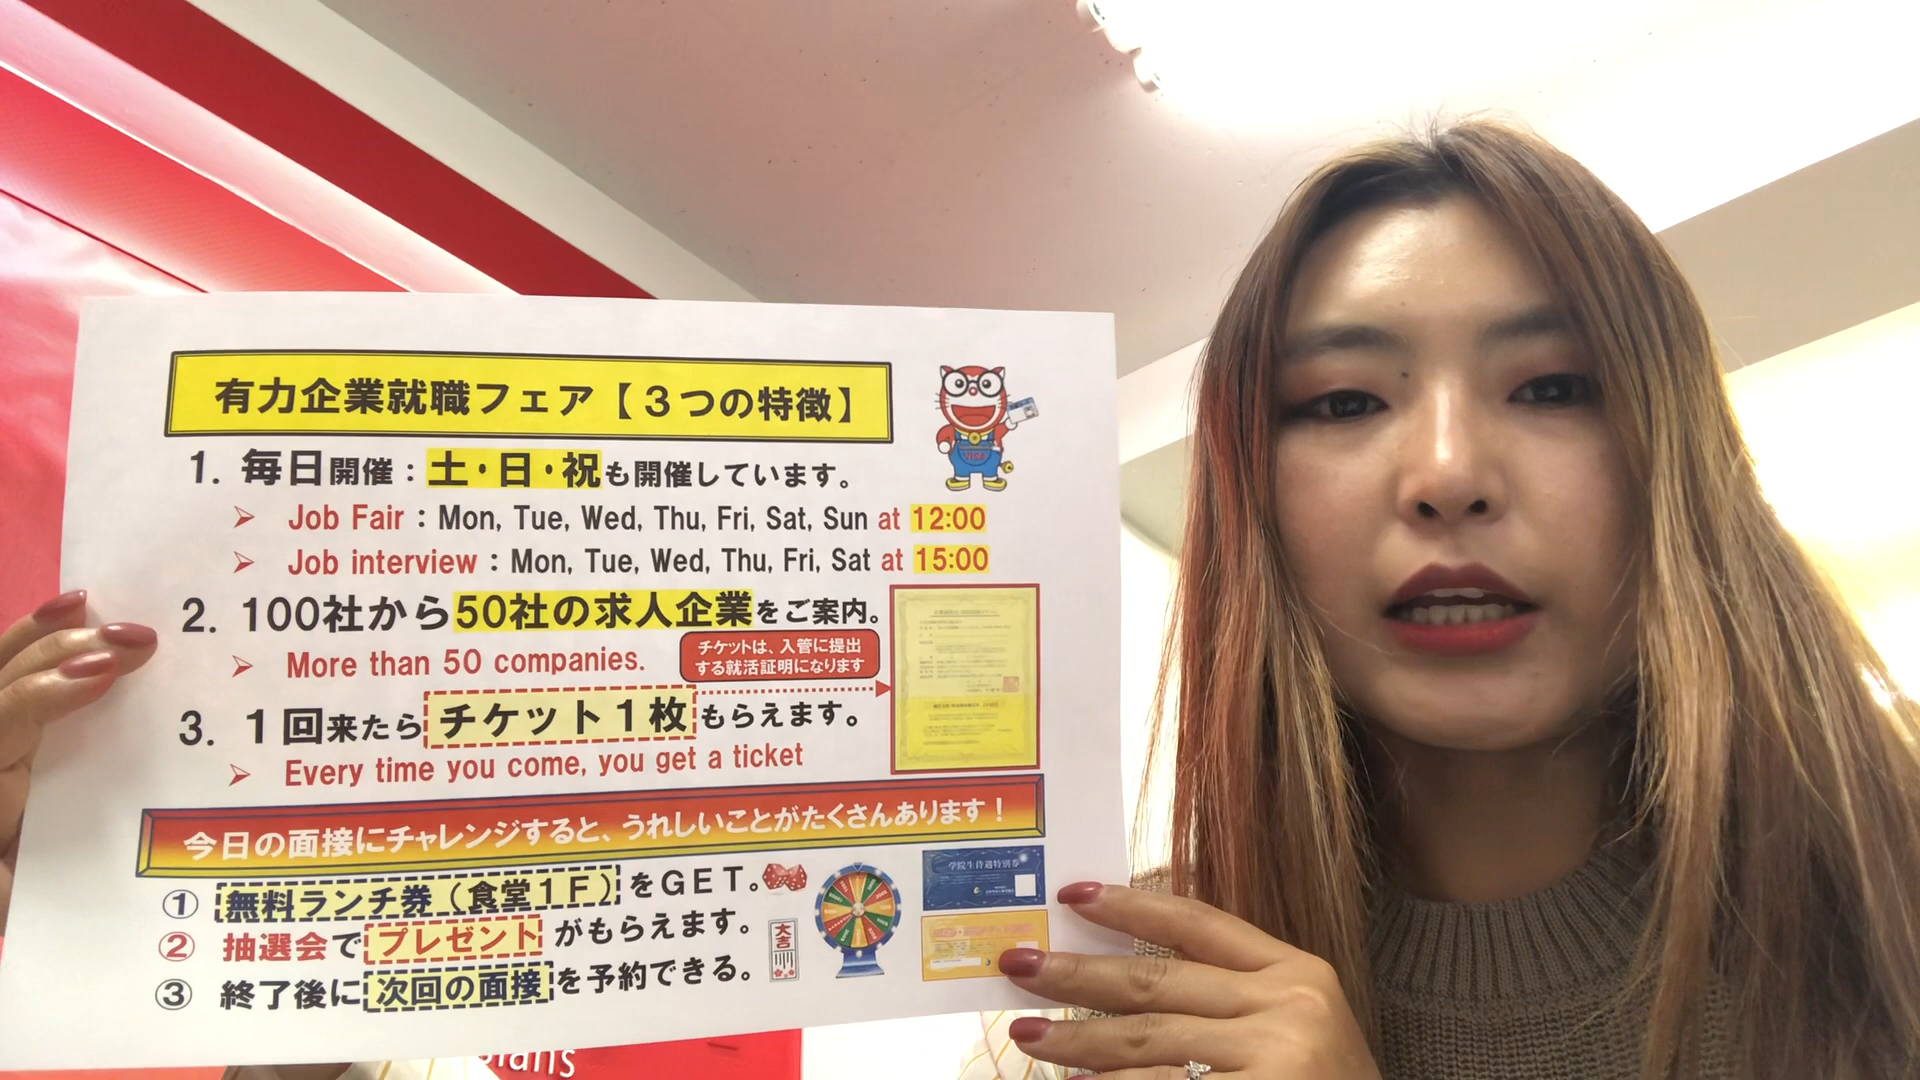 有力企業就職フェア【３つの特徴】
1. 毎日開催：土・日・祝も開催しています。
➢ Job Fair : Mon, Tue, Wed, Thu, Fri, Sat, Sun at 12:00
➢ Job interview : Mon, Tue, Wed, Thu, Fri, Sat at 15:00
2. 100社から50社の求人企業をご案内。
➢ More than 50 companies.
チケットは、入管に提出
する就活証明になります
3. １回来たらチケット１枚もらえます。
➢ Every time you come, you get a ticket
今日の面接にチャレンジすると、うれしいことがたくさんあります！
① 無料ランチ券（食堂１Ｆ）をＧＥＴ。
② 抽選会でプレゼントがもらえます。
③ 終了後に次回の面接を予約できる。
大吉
学院生待遇特別券
VISA